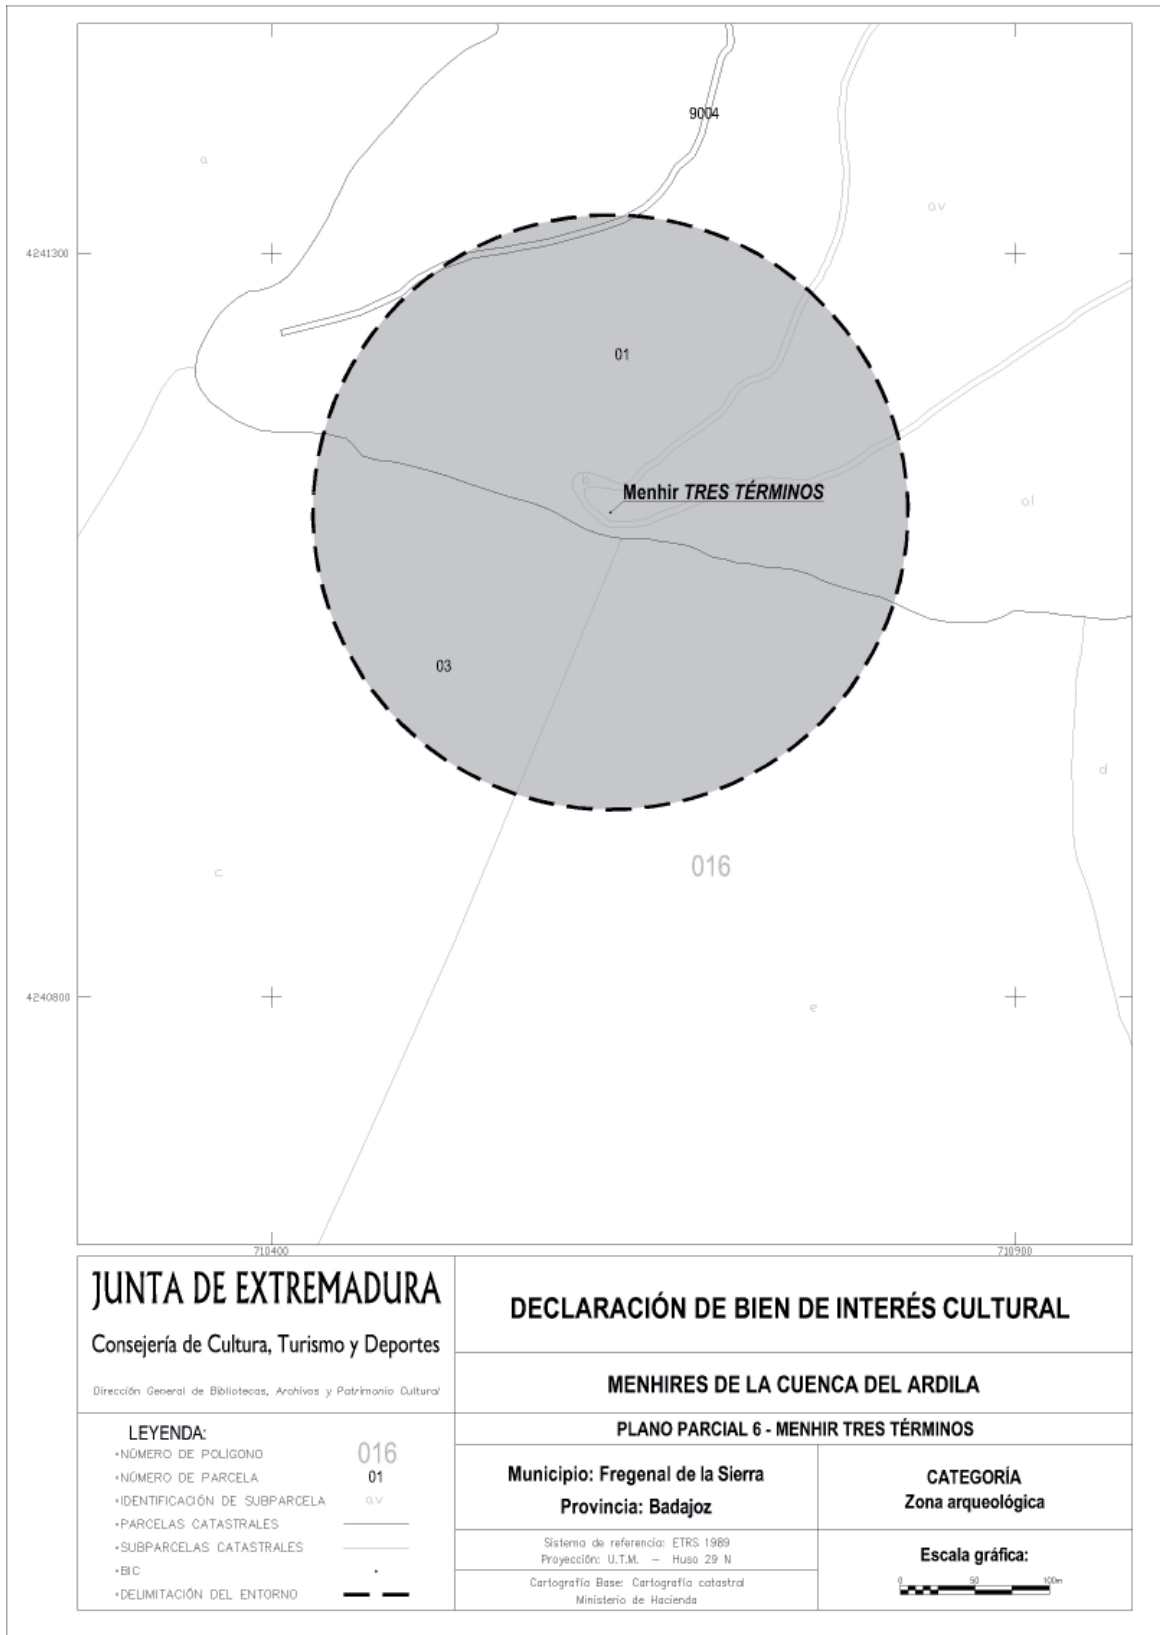 9004
a
av
4241300
01
b
Menhir TRES TÉRMINOS
al
03
d
016
c
4240800
e
710400
710900
JUNTA DE EXTREMADURA
Consejería de Cultura, Turismo y Deportes
Dirección General de Bibliotecas, Archivos y Patrimonio Cultural
DECLARACIÓN DE BIEN DE INTERÉS CULTURAL
MENHIRES DE LA CUENCA DEL ARDILA
PLANO PARCIAL 6 - MENHIR TRES TÉRMINOS
LEYENDA:
•NÚMERO DE POLÍGONO 016
•NÚMERO DE PARCELA 01
•IDENTIFICACIÓN DE SUBPARCELA av
•PARCELAS CATASTRALES
•SUBPARCELAS CATASTRALES
•BIC
•DELIMITACIÓN DEL ENTORNO
Municipio: Fregenal de la Sierra
Provincia: Badajoz
CATEGORÍA
Zona arqueológica
Sistema de referencia: ETRS 1989
Proyección: U.T.M. – Huso 29 N
Cartografía Base: Cartografía catastral
Ministerio de Hacienda
Escala gráfica:
0 50 100m